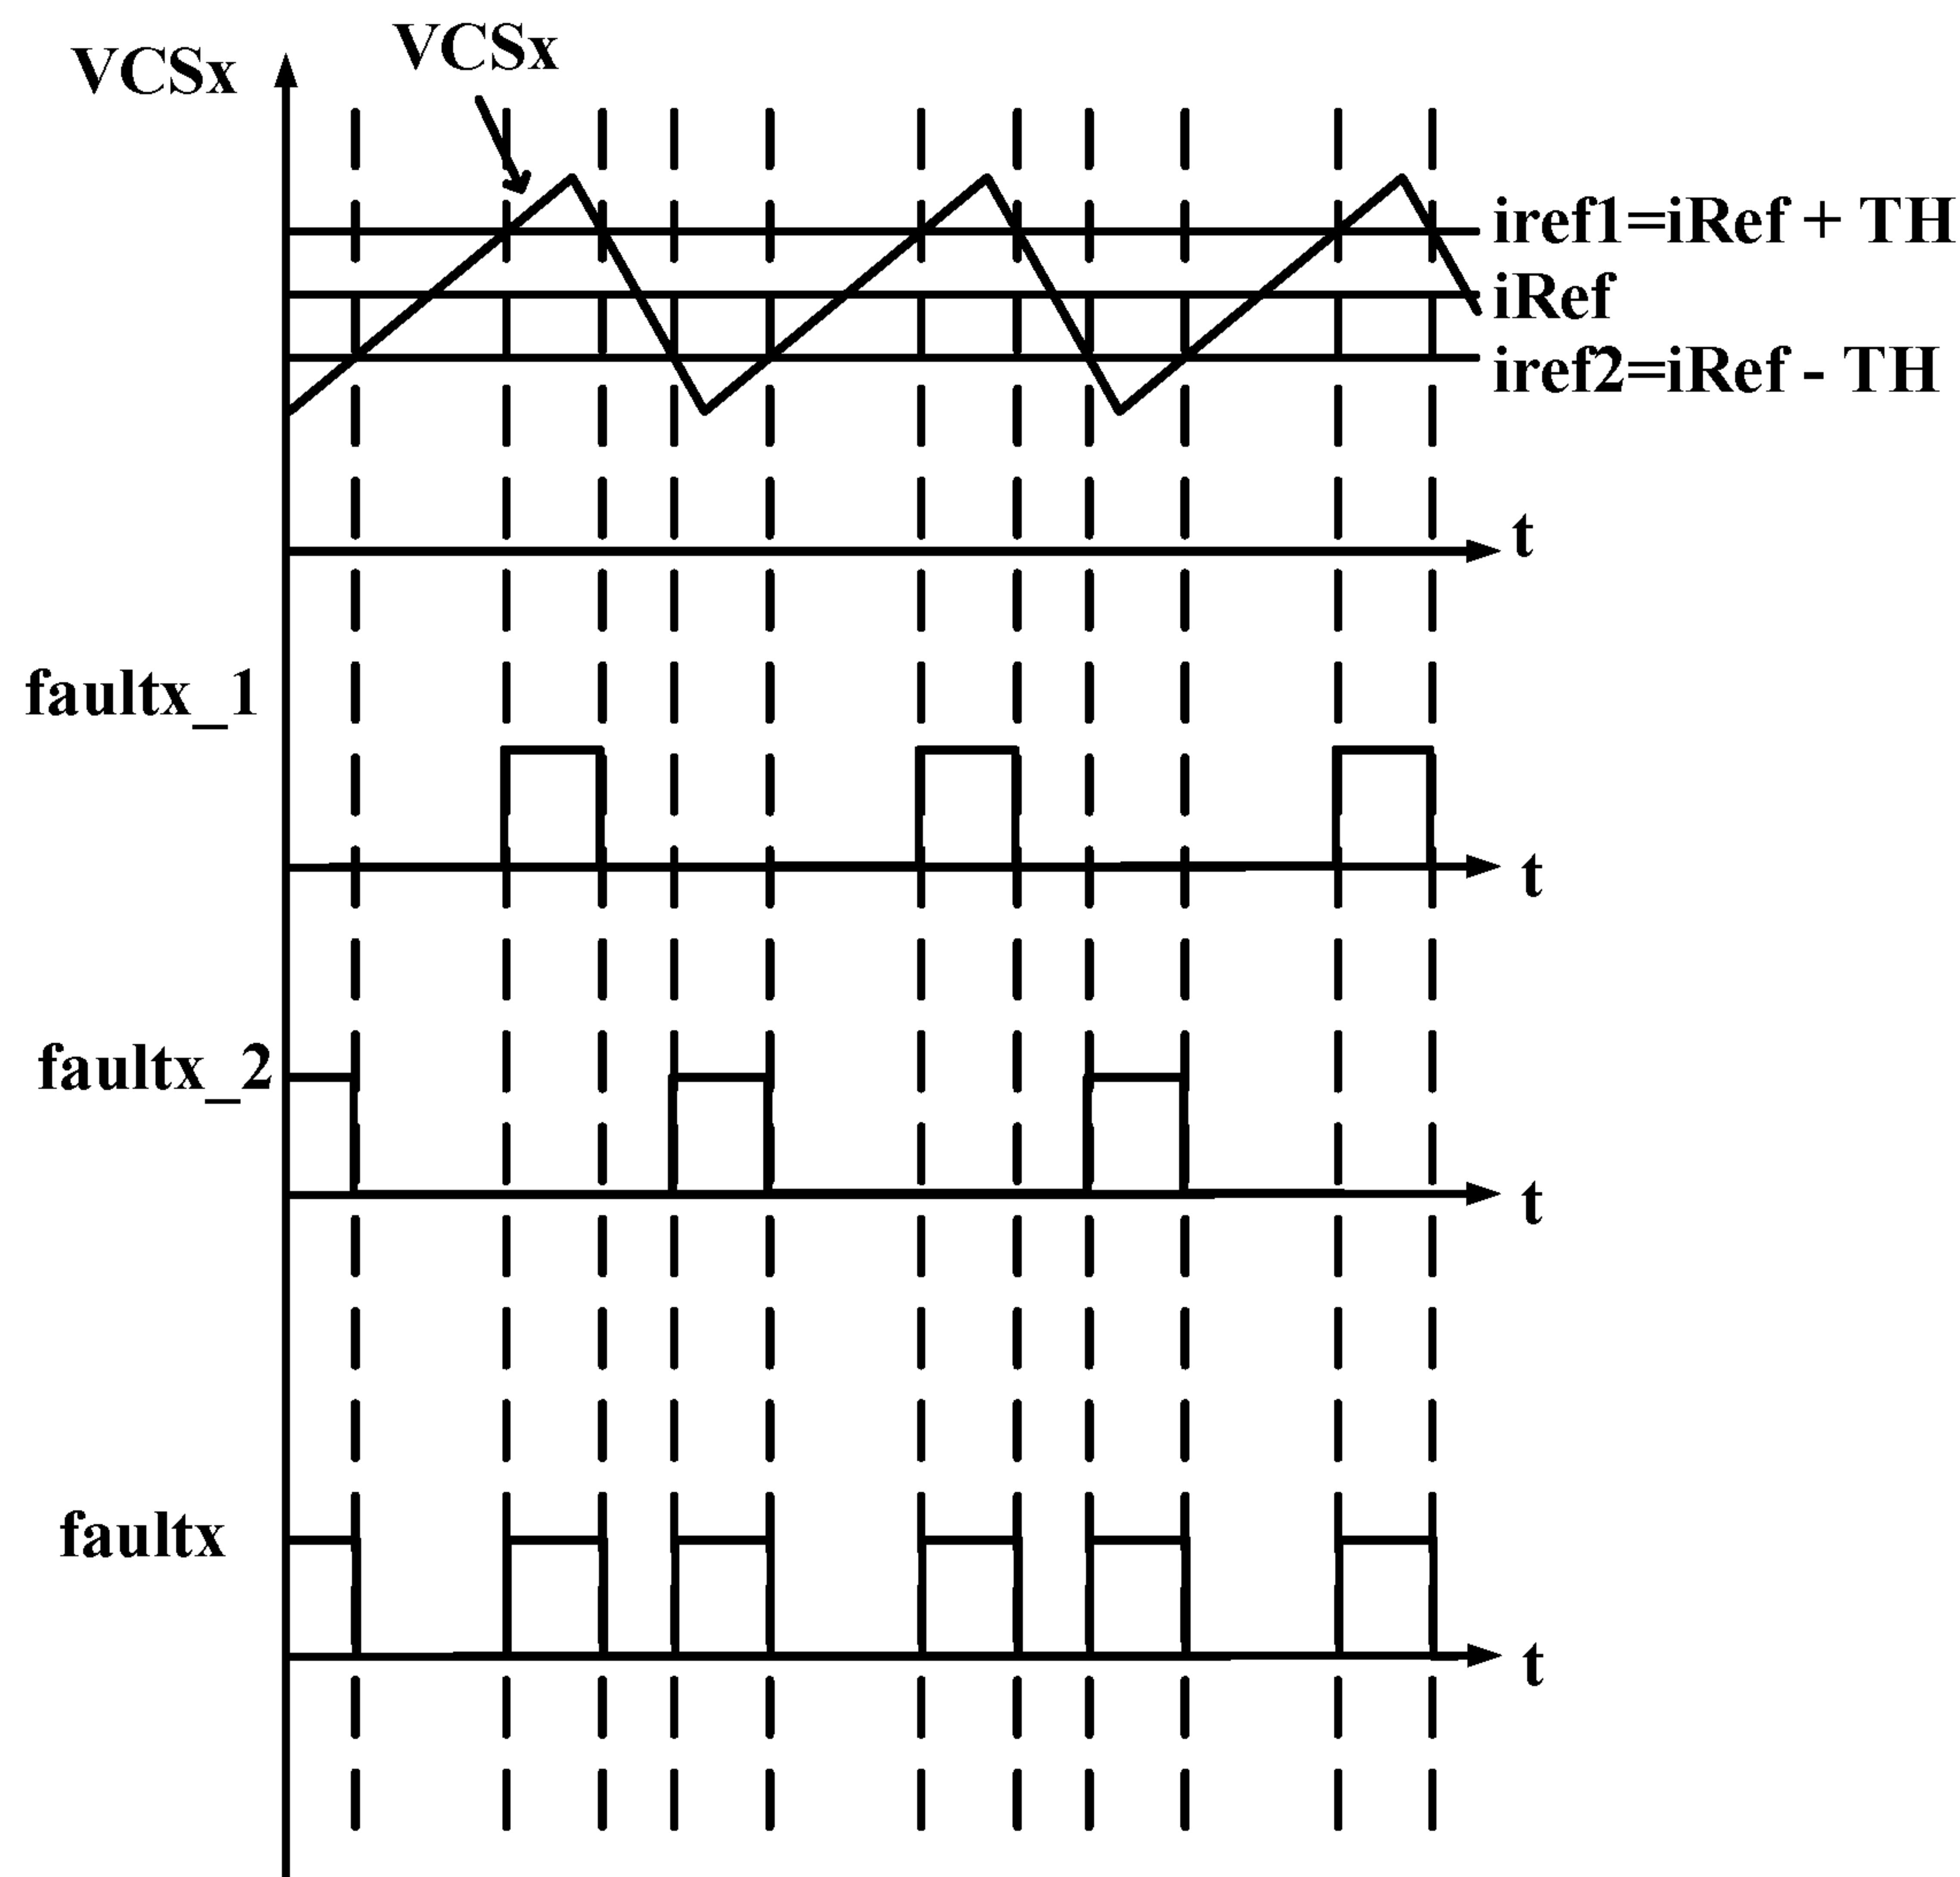 VCSx
VCSx
iref1=iRef + TH
iRef
iref2=iRef - TH
t
faultx_1
t
faultx_2
t
faultx
t